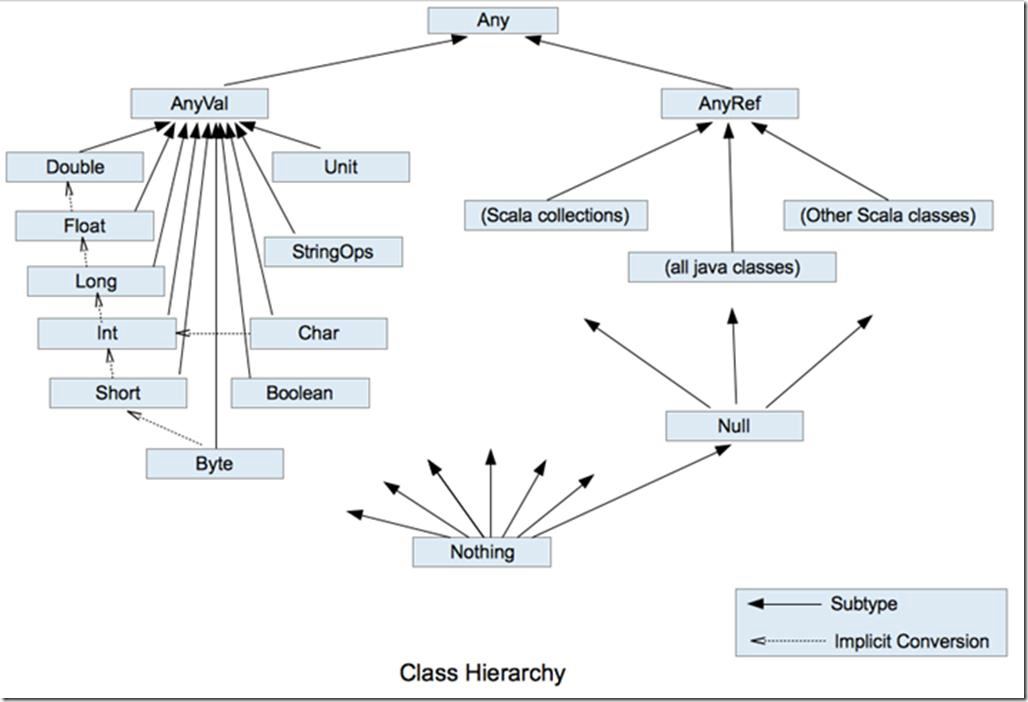 Any
AnyVal
AnyRef
Double
Unit
Float
(Scala collections)
(Other Scala classes)
StringOps
(all java classes)
Long
Int
Char
Short
Boolean
Null
Byte
Nothing
Subtype
Implicit Conversion
Class Hierarchy